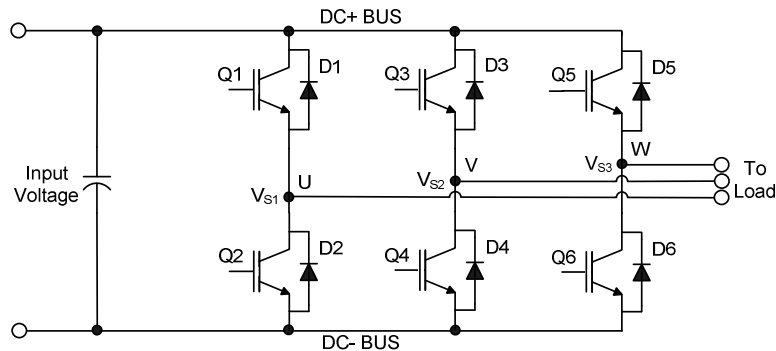 DC+ BUS
Q1
D1
Q3
D3
Q5
D5
Input
Voltage
U
V
W
VS1
VS2
VS3
To
Load
Q2
D2
Q4
D4
Q6
D6
DC- BUS